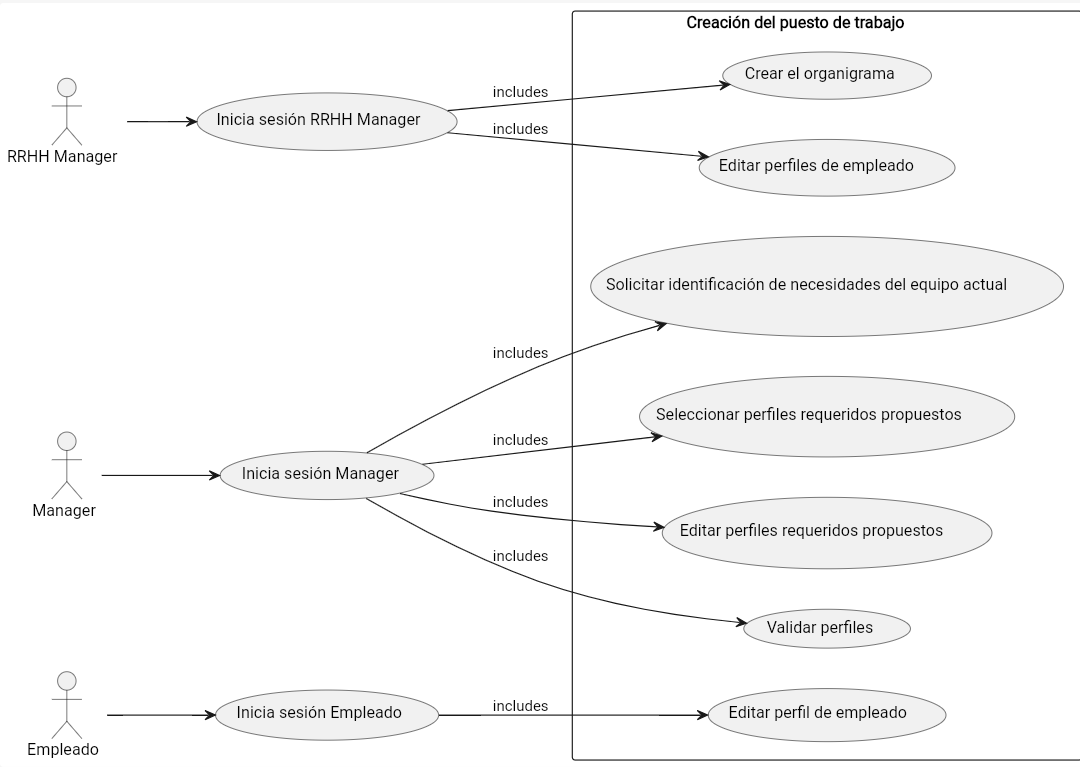 Creación del puesto de trabajo
Crear el organigrama
includes
Inicia sesión RRHH Manager
includes
RRHH Manager
Editar perfiles de empleado
Solicitar identificación de necesidades del equipo actual
includes
Seleccionar perfiles requeridos propuestos
includes
Inicia sesión Manager
includes
Manager
Editar perfiles requeridos propuestos
includes
Validar perfiles
includes
Inicia sesión Empleado
Editar perfil de empleado
Empleado